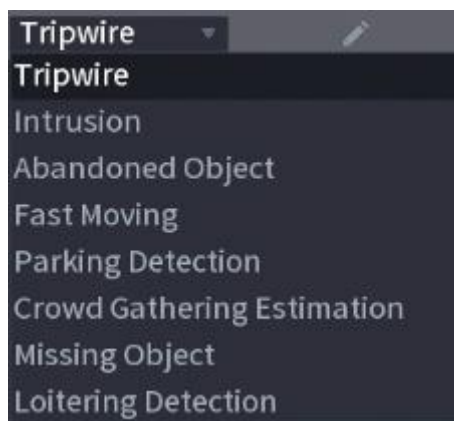 Tripwire
Tripwire
Intrusion
Abandoned Object
Fast Moving
Parking Detection
Crowd Gathering Estimation
Missing Object
Loitering Detection